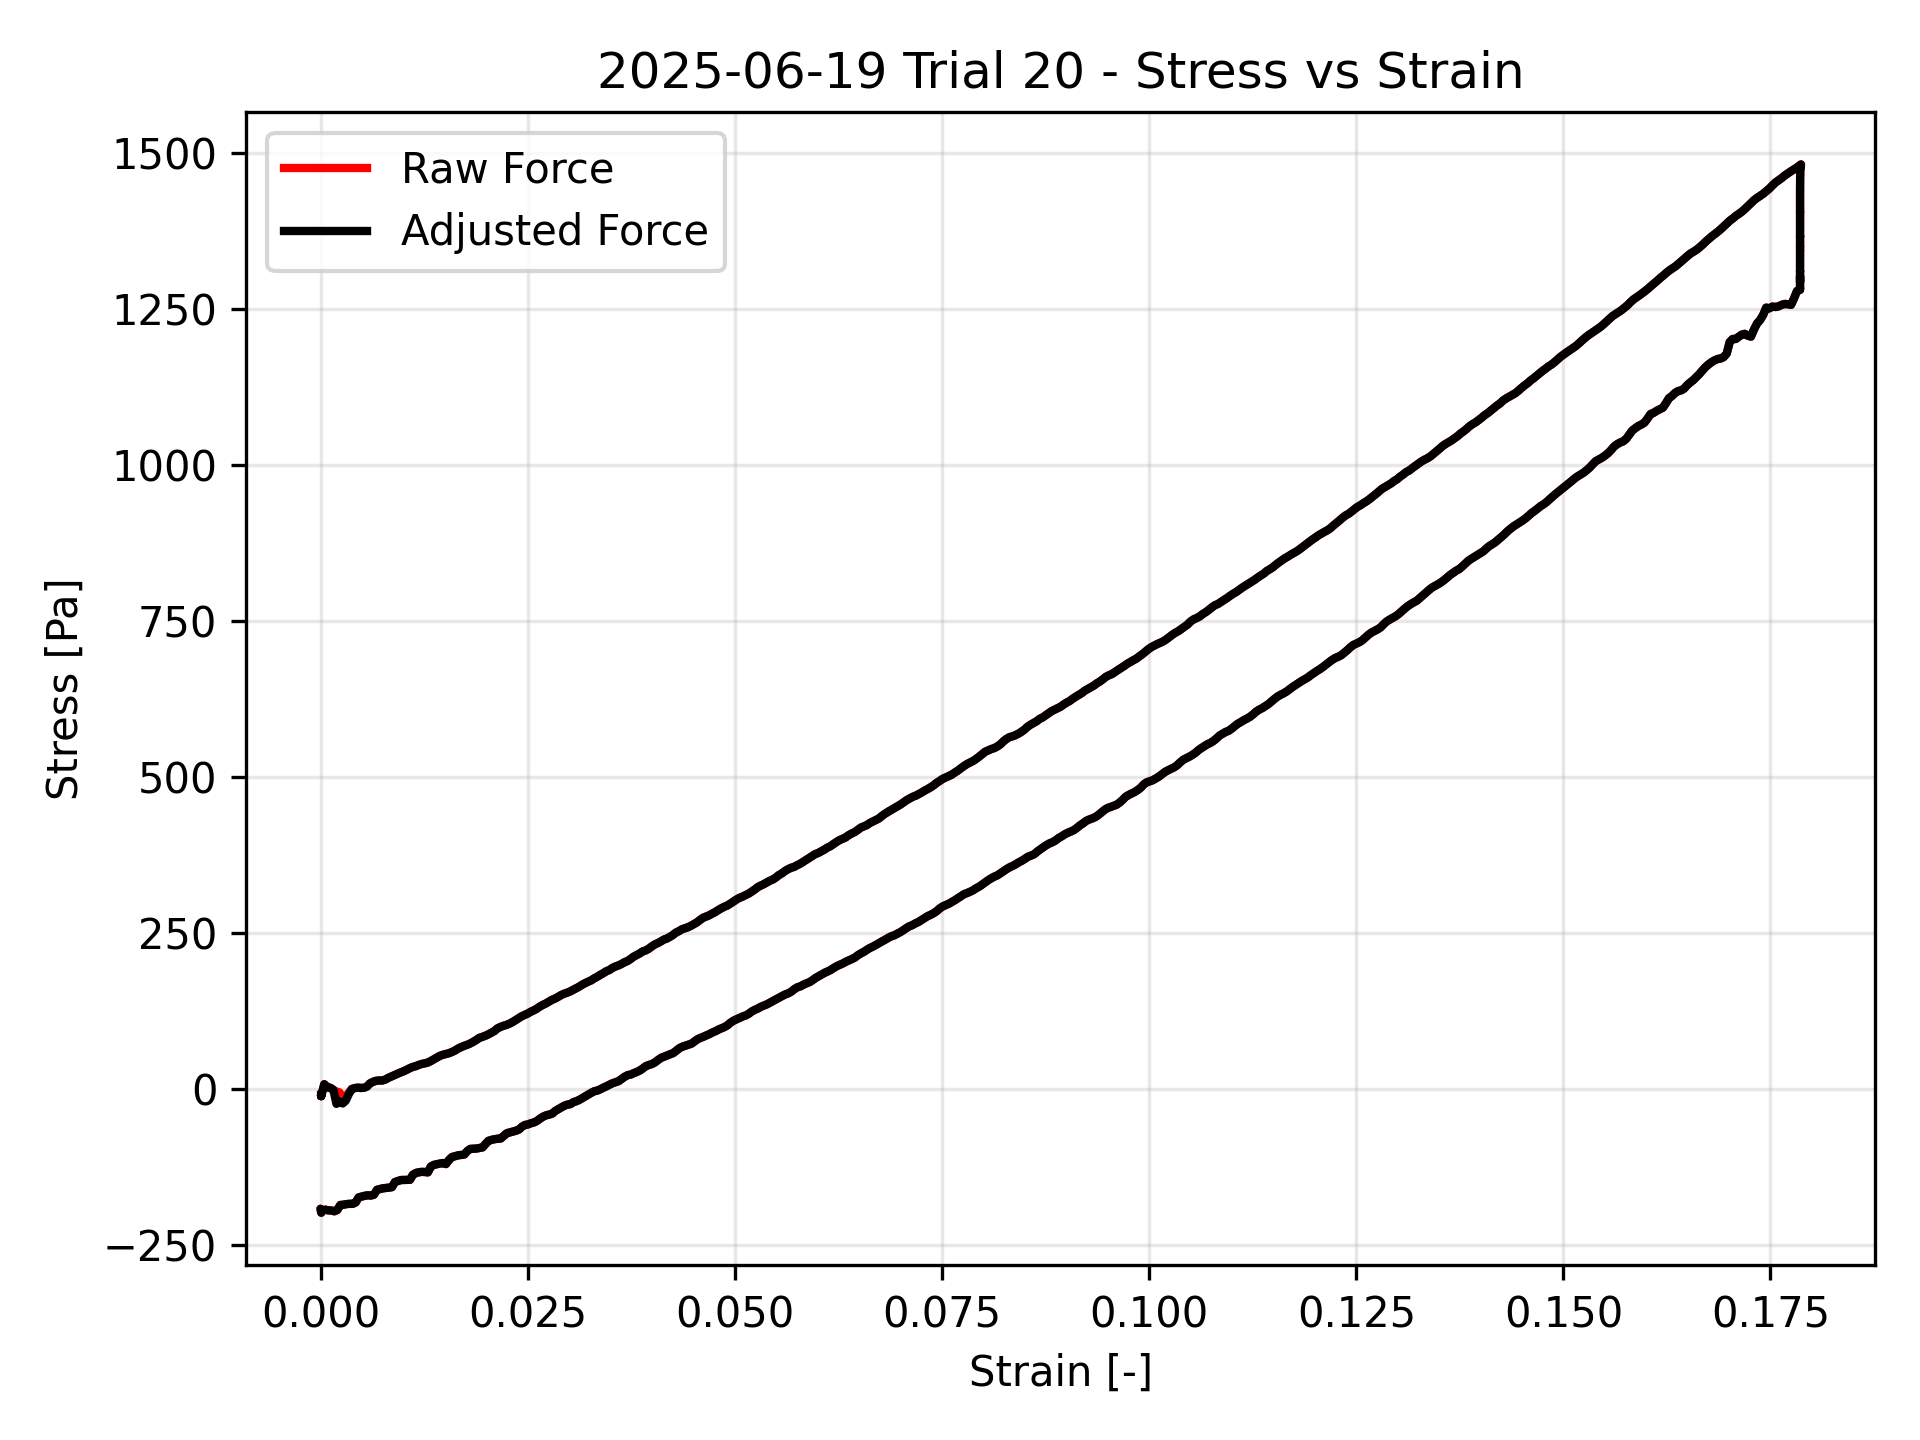 2025-06-19 Trial 20 - Stress vs Strain
Raw Force
Adjusted Force
Stress [Pa]
1500
1250
1000
750
500
250
0
−250
0.000 0.025 0.050 0.075 0.100 0.125 0.150 0.175
Strain [-]